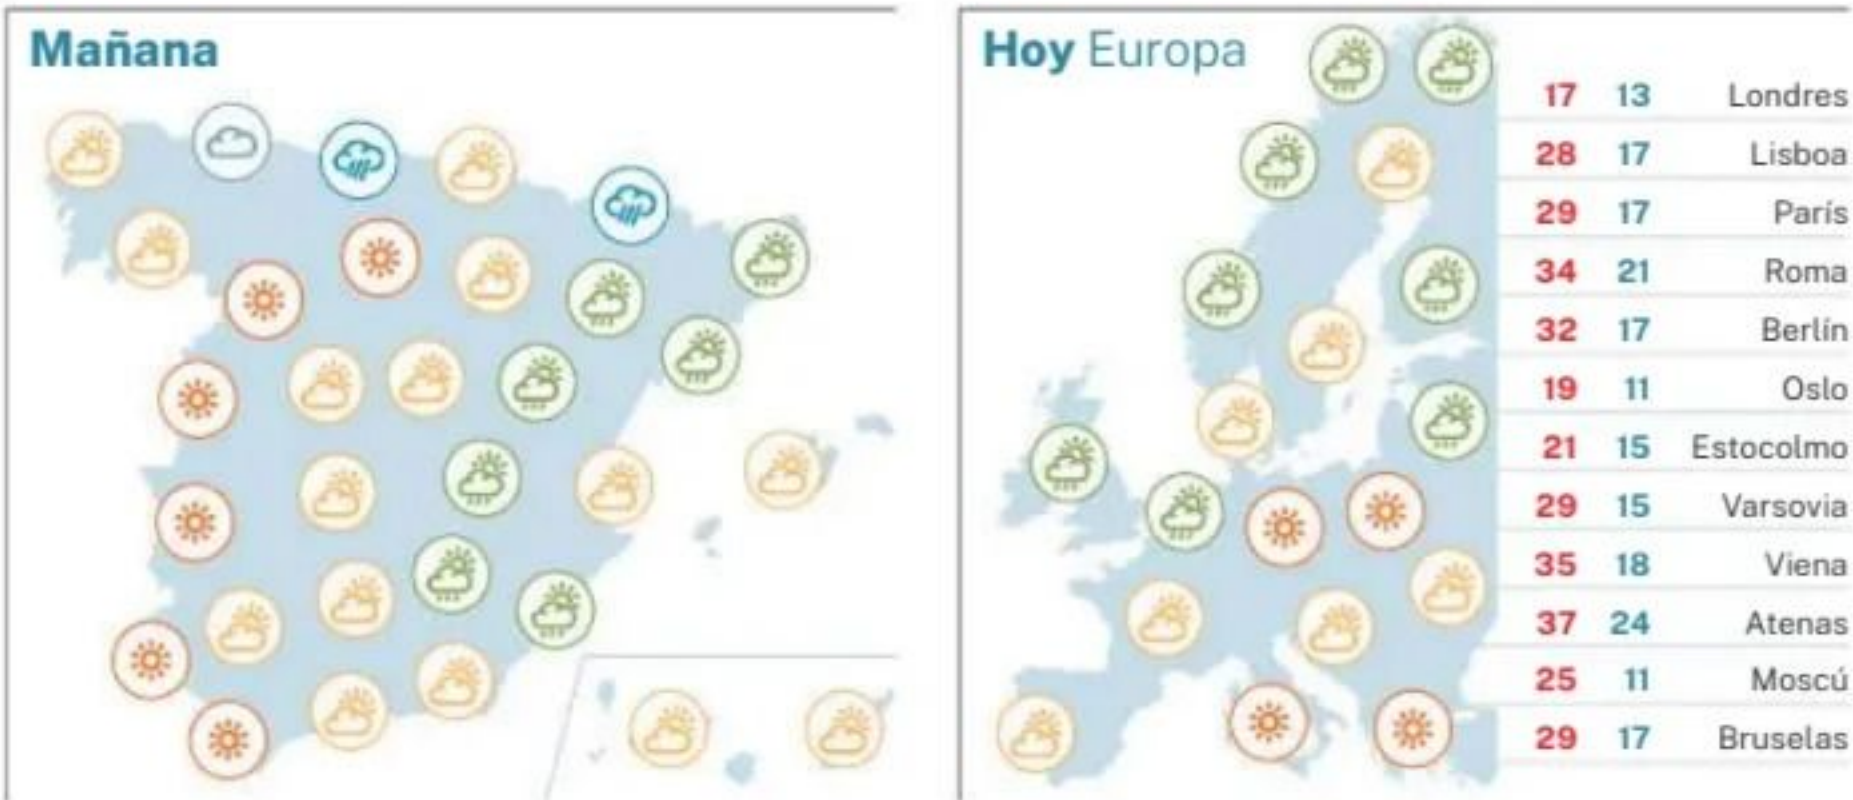 Mañana
Hoy Europa
17 13 Londres
28 17 Lisboa
29 17 París
34 21 Roma
32 17 Berlín
19 11 Oslo
21 15 Estocolmo
29 15 Varsovia
35 18 Viena
37 24 Atenas
25 11 Moscú
29 17 Bruselas